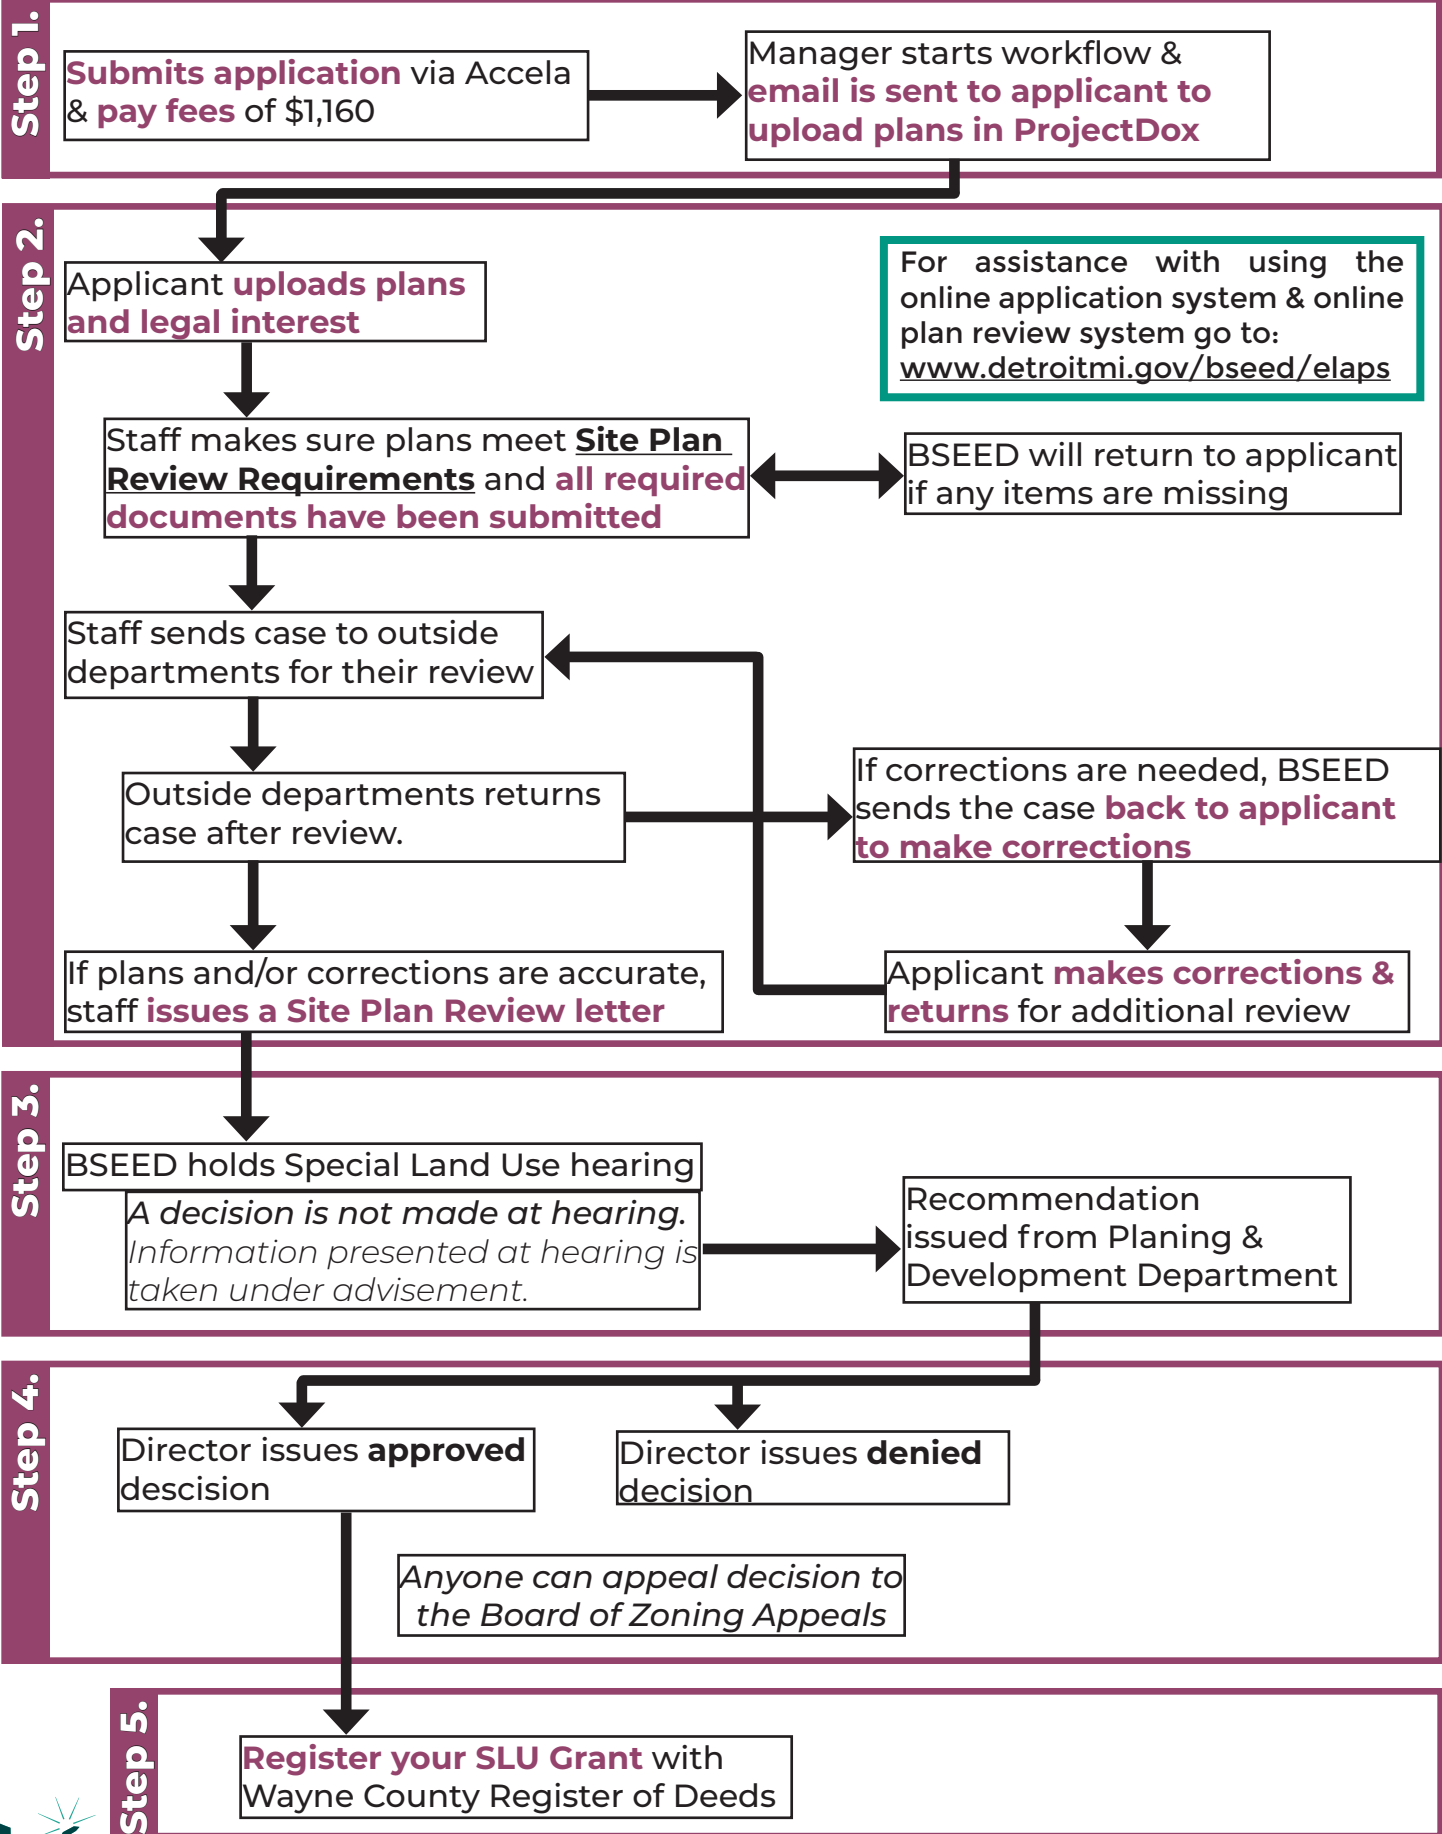 Step 1.
Submits application via Accela
& pay fees of $1,160
Manager starts workflow &
email is sent to applicant to
upload plans in ProjectDox
Step 2.
Applicant uploads plans
and legal interest
For assistance with using the
online application system & online
plan review system go to:
www.detroitmi.gov/bseed/elaps
Staff makes sure plans meet Site Plan
Review Requirements and all required
documents have been submitted
BSEED will return to applicant
if any items are missing
Staff sends case to outside
departments for their review
Outside departments returns
case after review.
If corrections are needed, BSEED
sends the case back to applicant
to make corrections
If plans and/or corrections are accurate,
staff issues a Site Plan Review letter
Applicant makes corrections &
returns for additional review
Step 3.
BSEED holds Special Land Use hearing
A decision is not made at hearing.
Information presented at hearing is
taken under advisement.
Recommendation
issued from Planing &
Development Department
Step 4.
Director issues approved
descision
Director issues denied
decision
Anyone can appeal decision to
the Board of Zoning Appeals
Step 5.
Register your SLU Grant with
Wayne County Register of Deeds